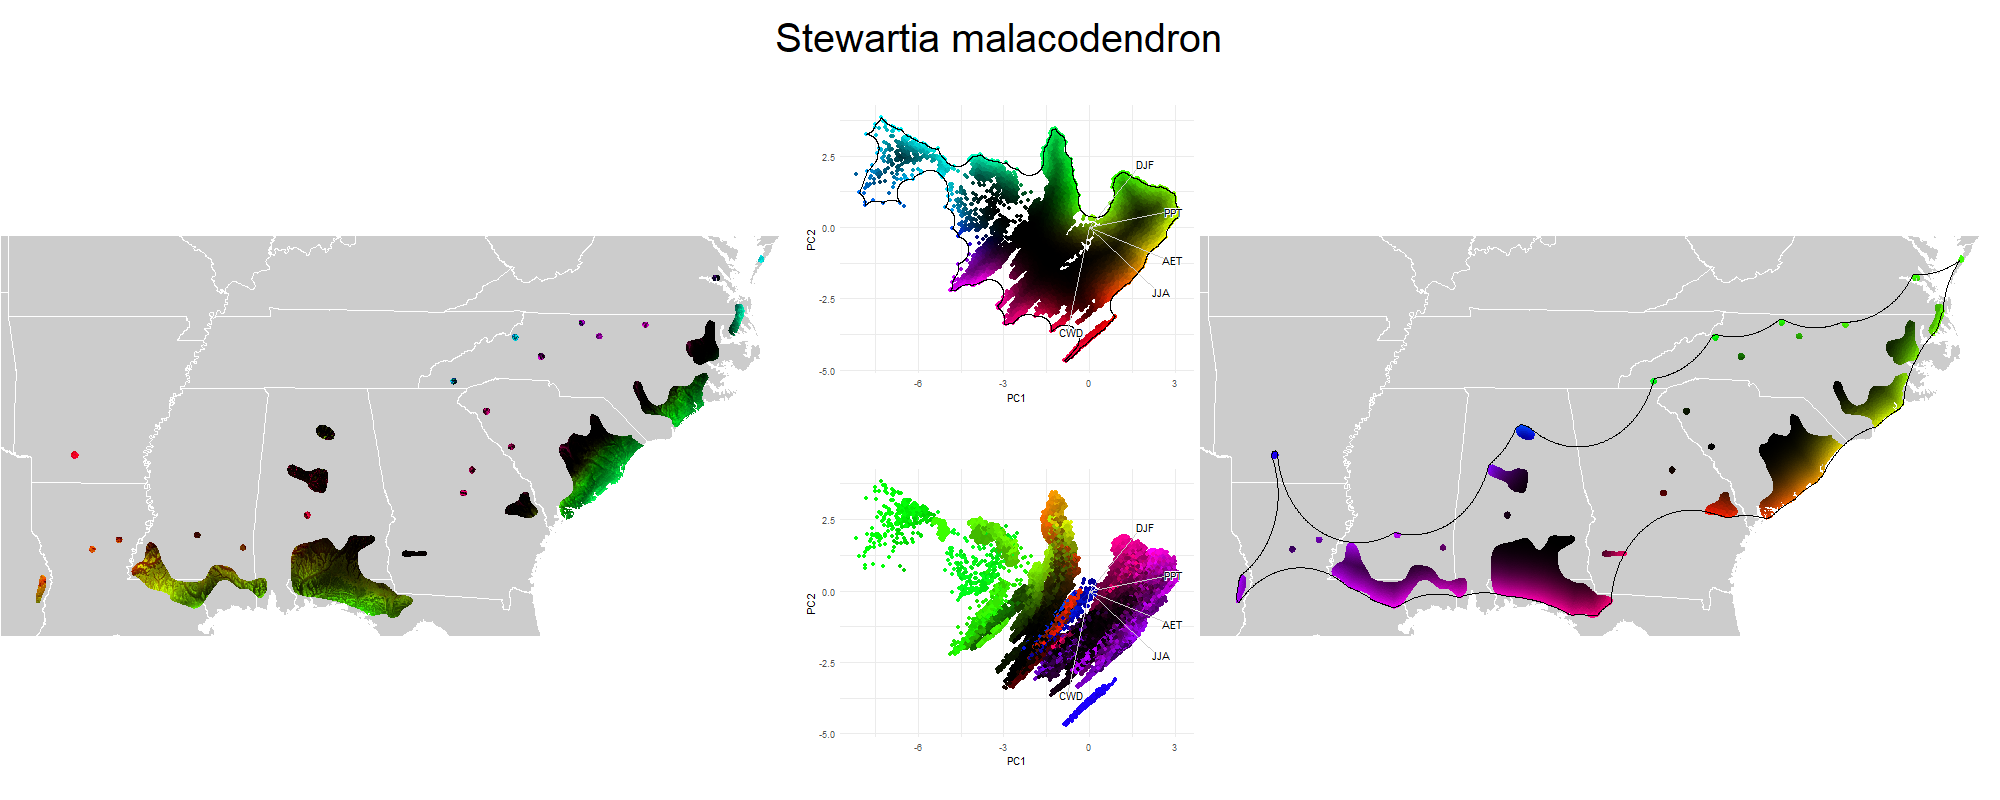 Stewartia malacodendron
2.5
0.0
-2.5
-5.0
PC2
DJF
PPT
AET
JJA
CWD
-6
-3
0
3
PC1
2.5
0.0
-2.5
-5.0
PC2
DJF
PPT
AET
JJA
CWD
-6
-3
0
3
PC1